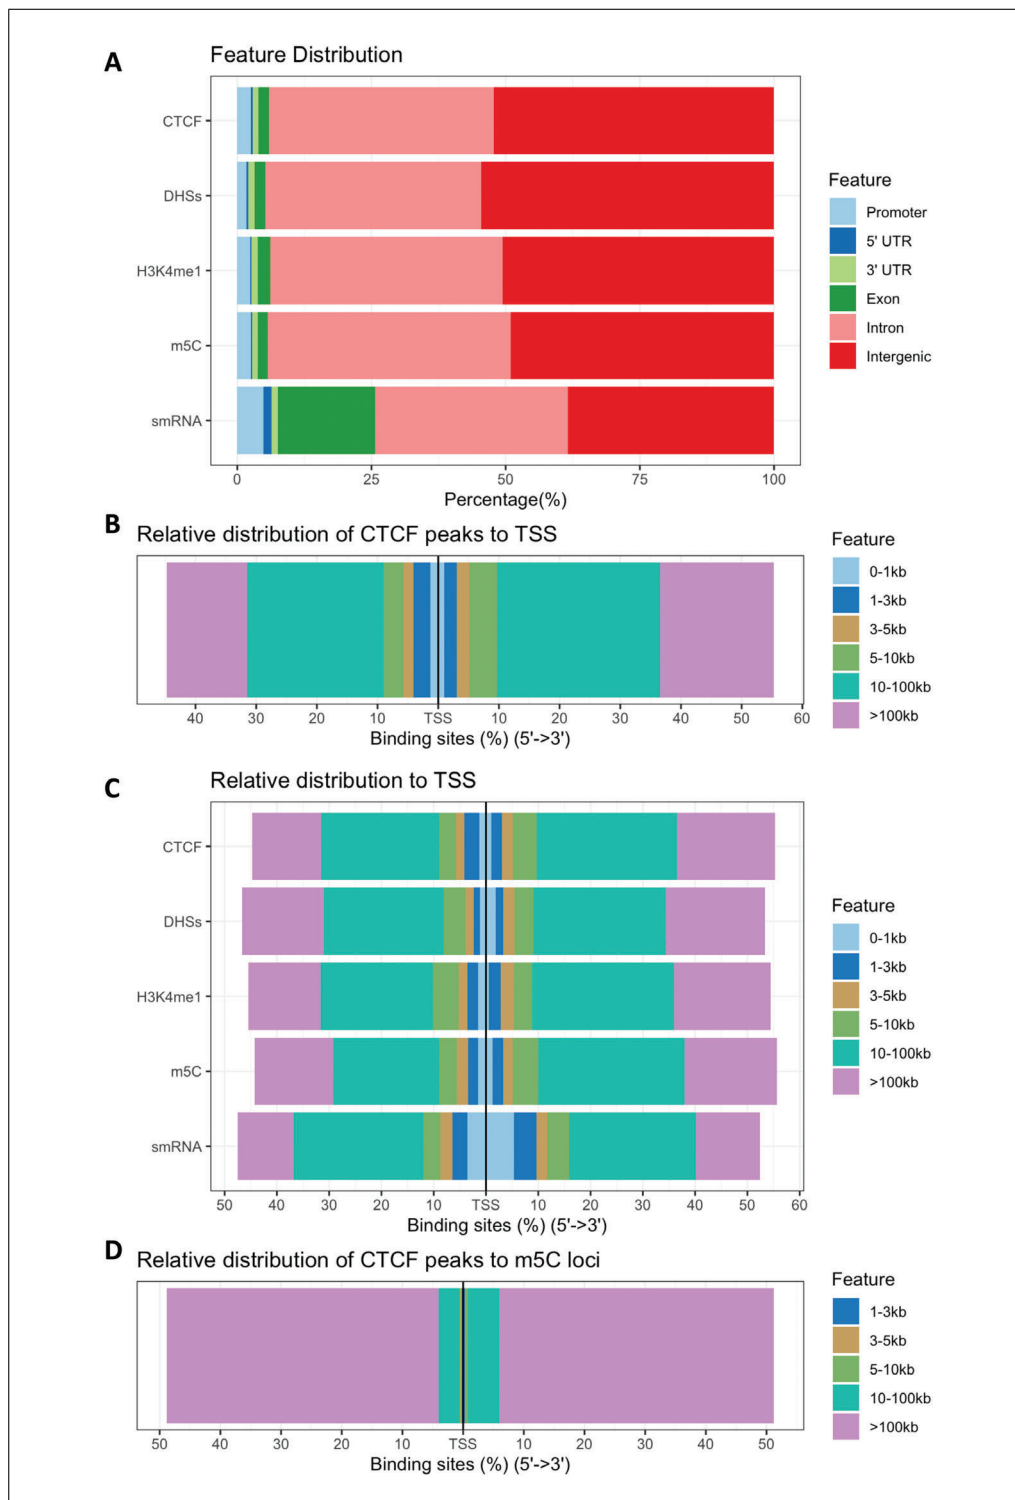 A
Feature Distribution
CTCF
DHSs
H3K4me1
m5C
smRNA
0 25 50 75 100
Percentage(%)
Feature
Promoter
5' UTR
3' UTR
Exon
Intron
Intergenic
B
Relative distribution of CTCF peaks to TSS
40 30 20 10 TSS 10 20 30 40 50 60
Binding sites (%) (5'->3')
Feature
0-1kb
1-3kb
3-5kb
5-10kb
10-100kb
>100kb
C
Relative distribution to TSS
CTCF
DHSs
H3K4me1
m5C
smRNA
50 40 30 20 10 TSS 10 20 30 40 50 60
Binding sites (%) (5'->3')
Feature
0-1kb
1-3kb
3-5kb
5-10kb
10-100kb
>100kb
D
Relative distribution of CTCF peaks to m5C loci
50 40 30 20 10 TSS 10 20 30 40 50
Binding sites (%) (5'->3')
Feature
1-3kb
3-5kb
5-10kb
10-100kb
>100kb